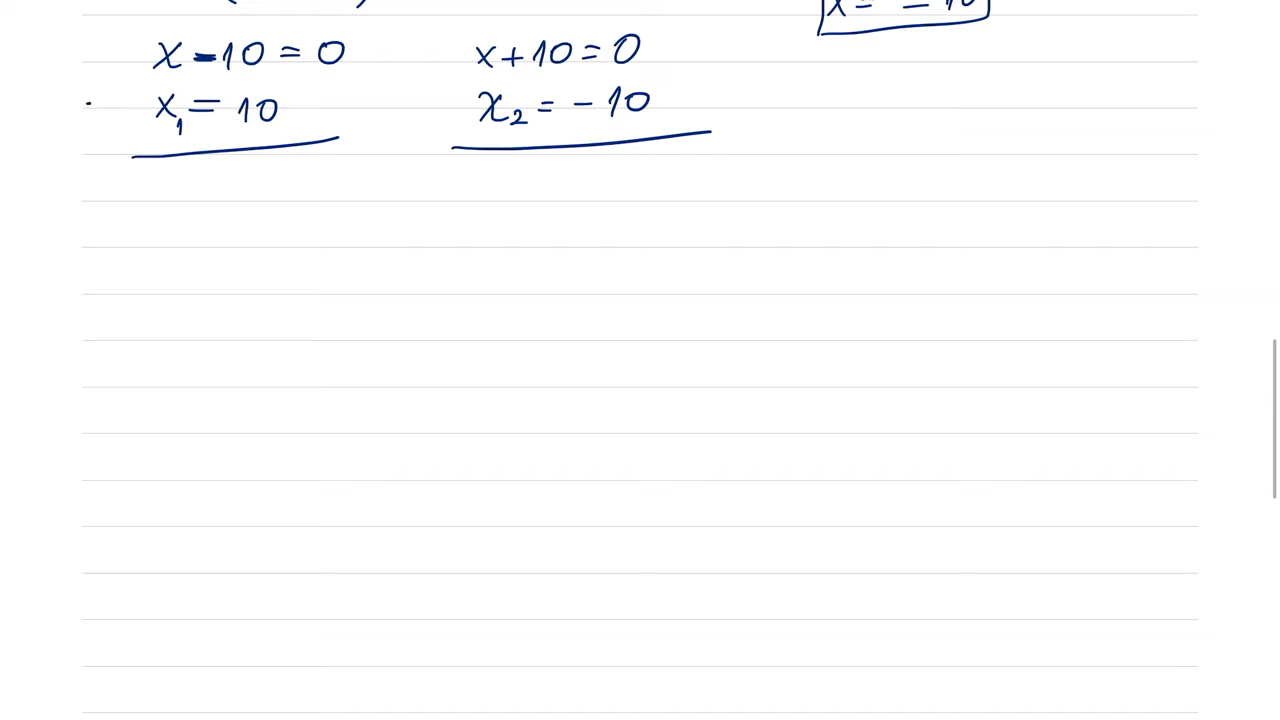 x - 10 = 0 x + 10 = 0
x₁ = 10 x₂ = - 10